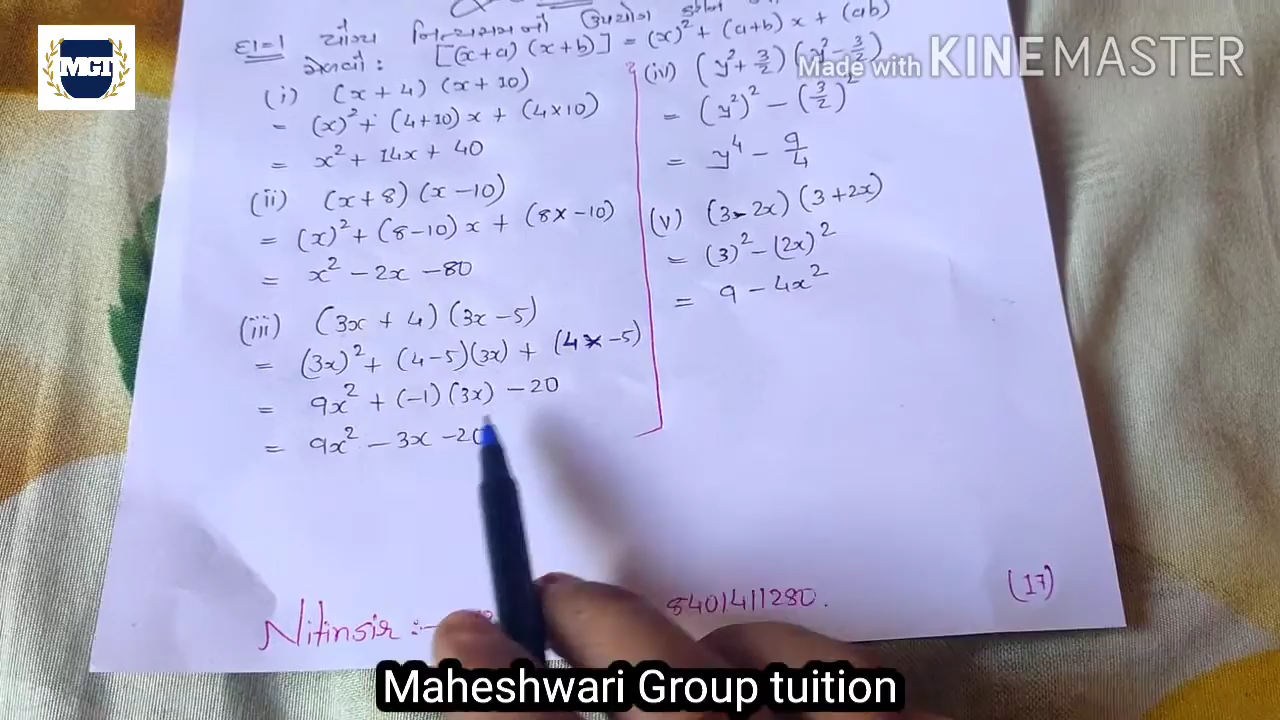 દા=1 યોગ્ય નિત્યસમનો ઉપયોગ
મેળવો : [(x+a) (x+b)] = (x)² + (a+b) x + (ab)
(i) (x + 4) (x + 10)
= (x)² + (4+10) x + (4×10)
= x² + 14x + 40
(ii) (x+8) (x −10)
= (x)² + (8−10) x + (8x −10)
= x² − 2x − 80
(iii) (3x + 4) (3x − 5)
= (3x)² + (4−5)(3x) + (4× −5)
= 9x² + (−1) (3x) − 20
= 9x² − 3x − 20
(iv) (y² + 3/2) (y² − 3/2)
= (y²)² − (3/2)²
= y⁴ − 9/4
(v) (3 − 2x) (3 + 2x)
= (3)² − (2x)²
= 9 − 4x²
Nitinsir :− 8401411280.
(17)
MGT
Made with KINEMASTER
Maheshwari Group tuition